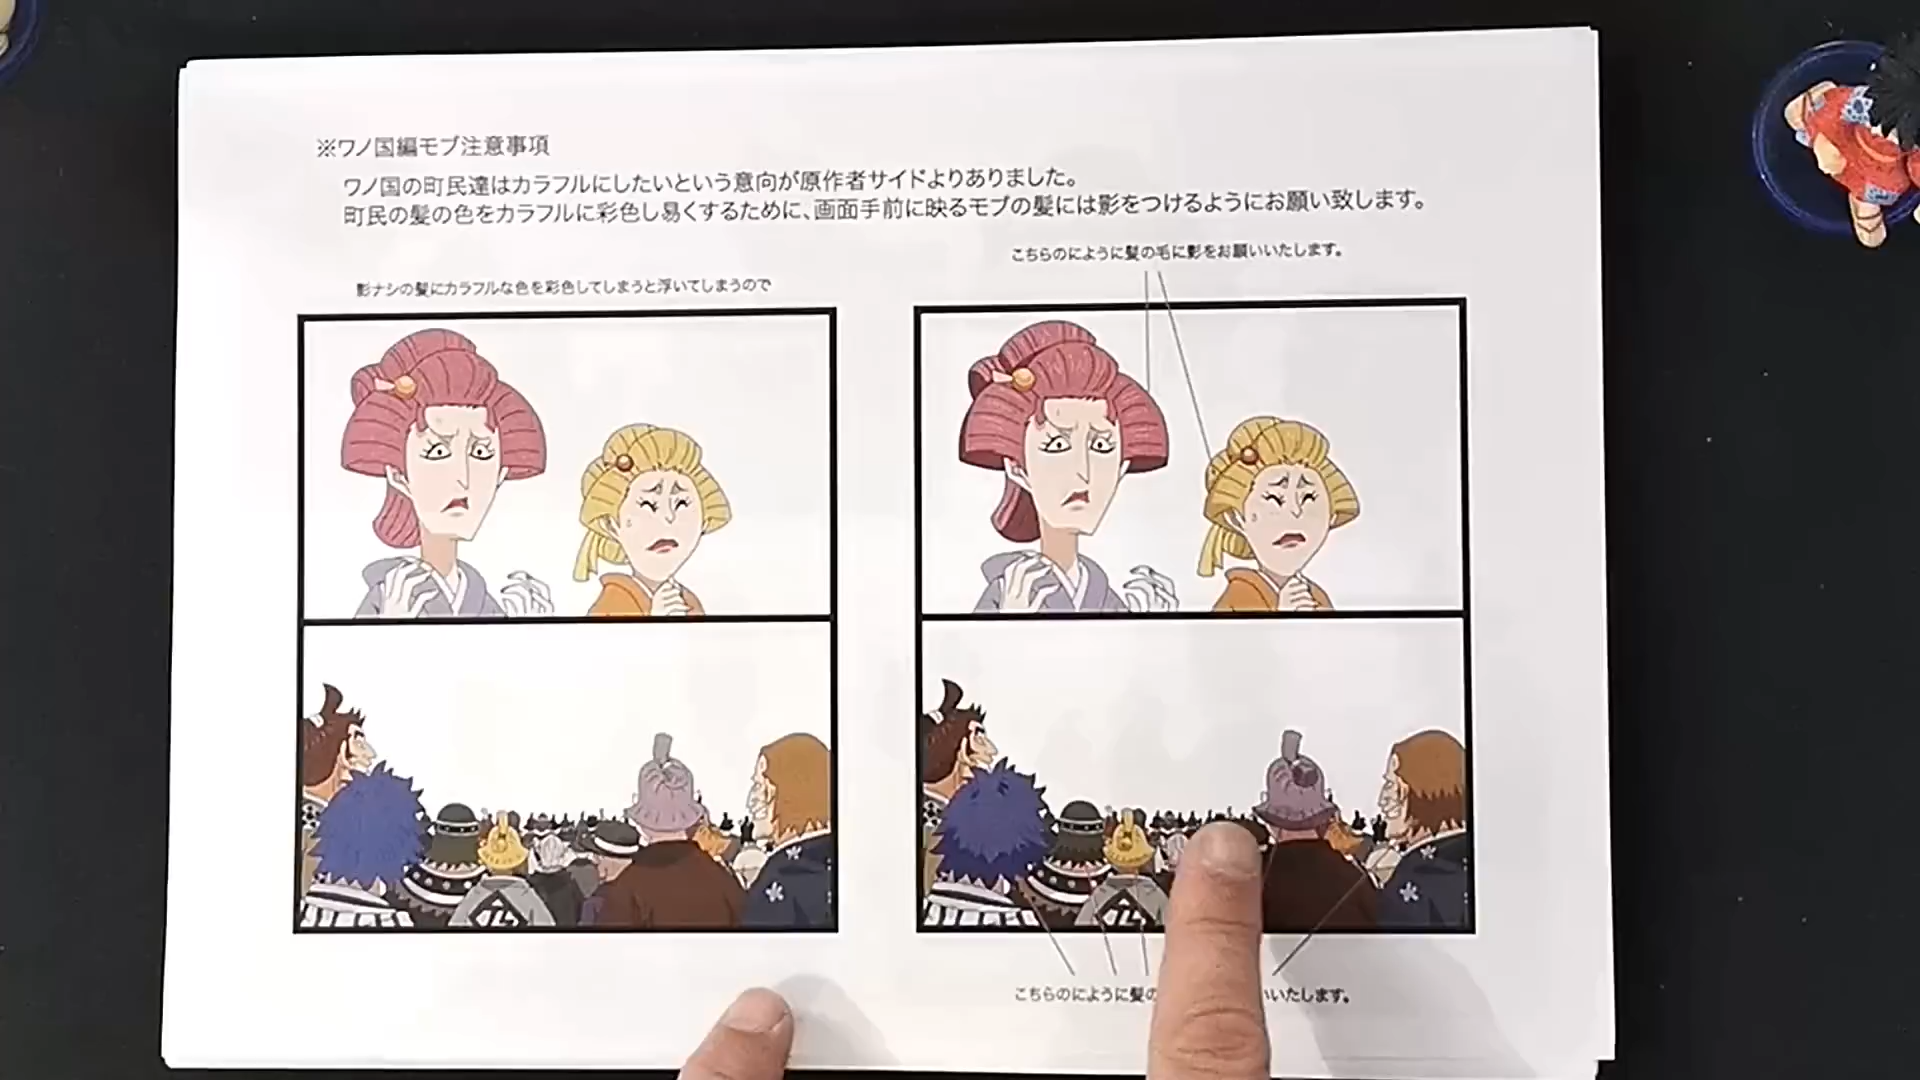 ※ワノ国編モブ注意事項
ワノ国の町民達はカラフルにしたいという意向が原作者サイドよりありました。
町民の髪の色をカラフルに彩色し易くするために、画面手前に映るモブの髪には影をつけるようにお願い致します。
こちらのにように髪の毛に影をお願いいたします。
影ナシの髪にカラフルな色を彩色してしまうと浮いてしまうので
こちらのにように髪の いたします。